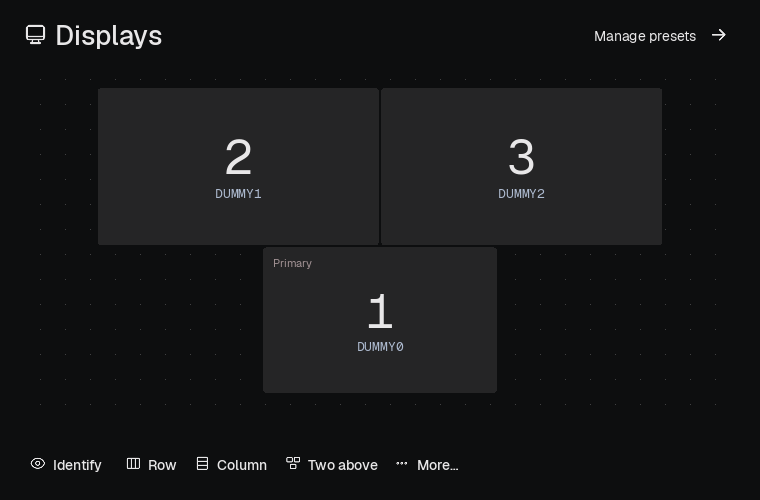 Displays
Manage presets
2
DUMMY1
3
DUMMY2
Primary
1
DUMMY0
Identify
Row
Column
Two above
More...